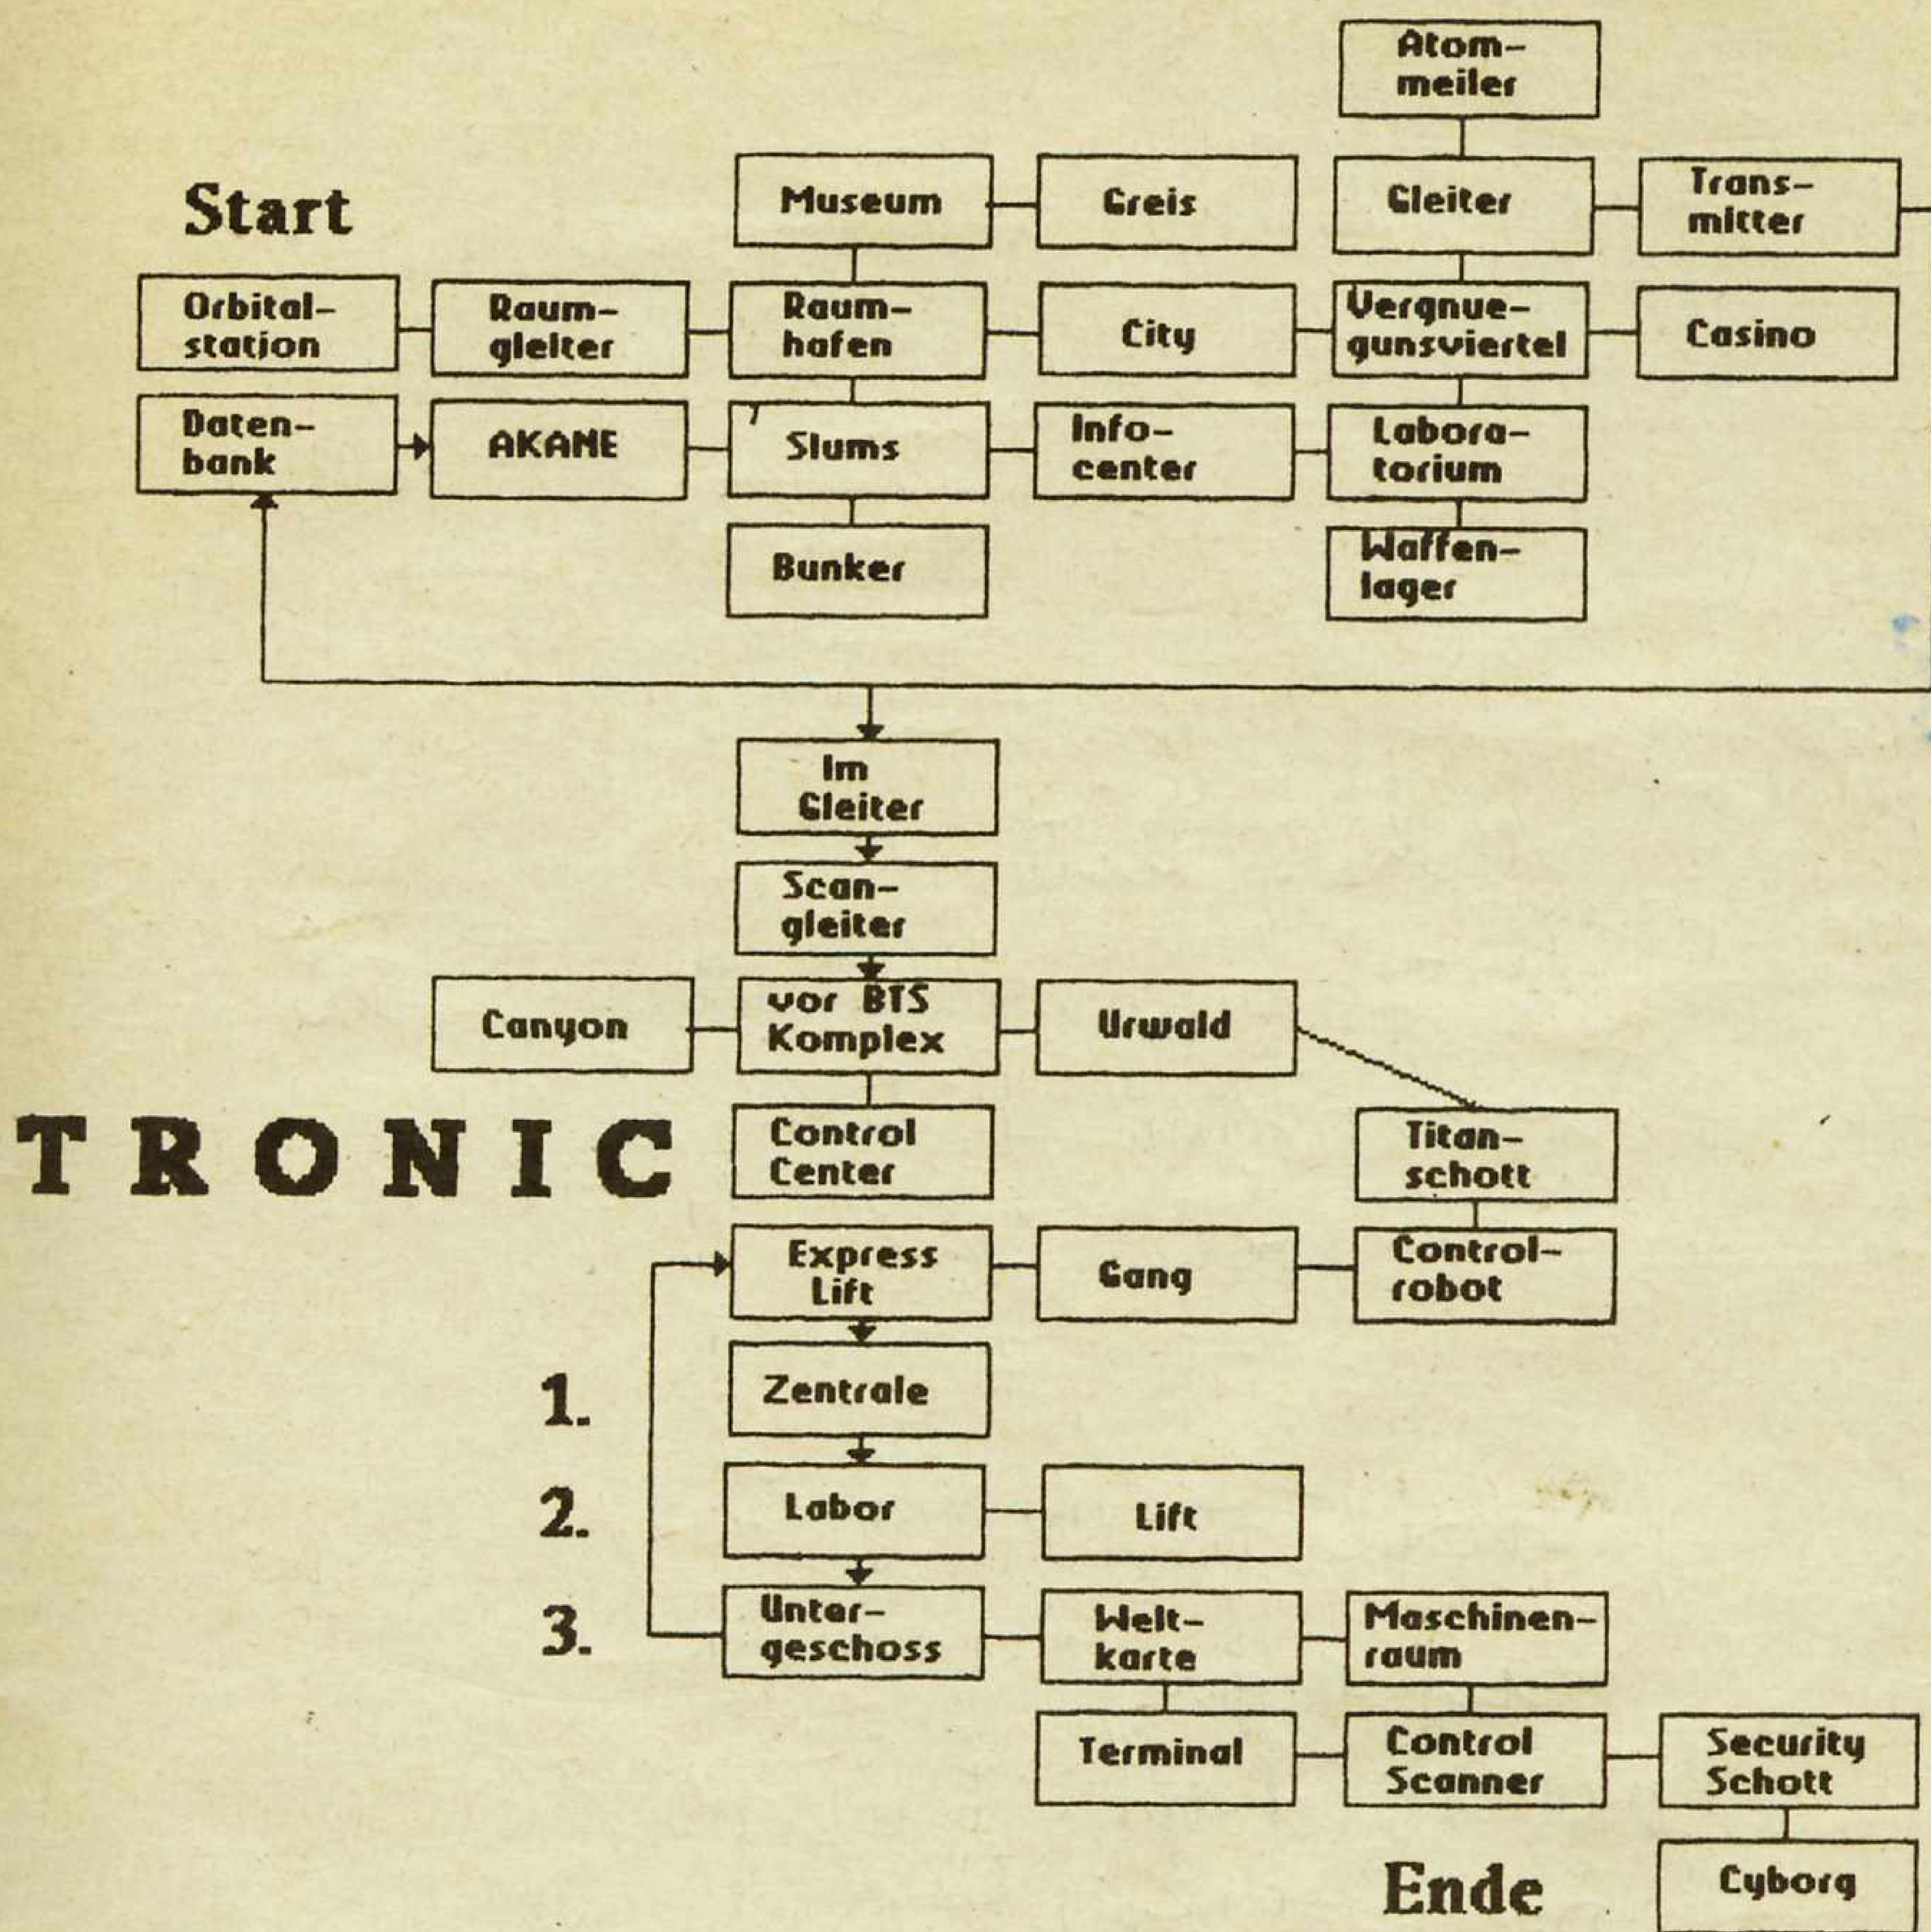 Atom-
meiler
Museum
Greis
Gleiter
Trans-
mitter
Start
Orbital-
station
Raum-
gleiter
Raum-
hafen
City
Vergnue-
gunsviertel
Casino
Daten-
bank
AKANE
Slums
Info-
center
Labora-
torium
Bunker
Waffen-
lager
Im
Gleiter
Scan-
gleiter
Canyon
vor BTS
Komplex
Urwald
TRONIC
Control
Center
Titan-
schott
Express
Lift
Gang
Control-
robot
1.
Zentrale
2.
Labor
Lift
3.
Unter-
geschoss
Welt-
karte
Maschinen-
raum
Terminal
Control
Scanner
Security
Schott
Ende
Cyborg